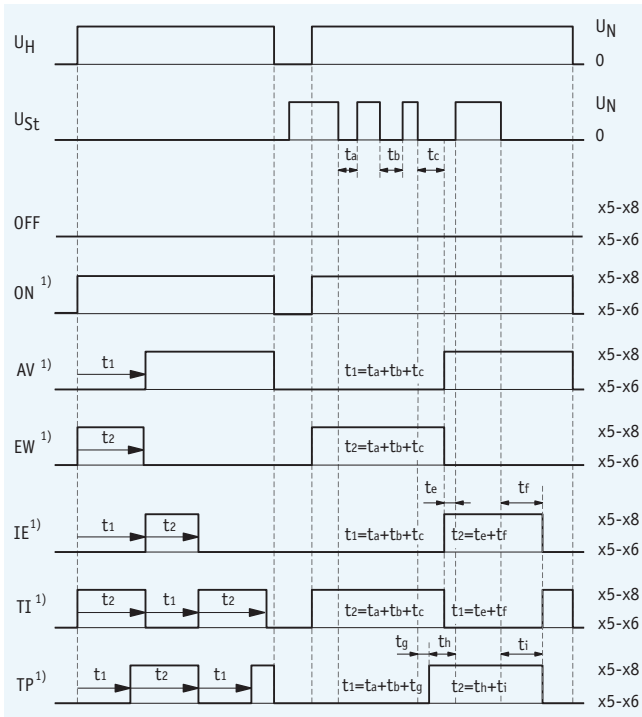 UH UN
0
USt UN
0
ta tb tc
OFF x5-x8
x5-x6
ON 1) x5-x8
x5-x6
AV 1) t1 t1=ta+tb+tc x5-x8
x5-x6
EW 1) t2 t2=ta+tb+tc x5-x8
x5-x6
te tf
IE1) t1 t2 t1=ta+tb+tc t2=te+tf x5-x8
x5-x6
TI 1) t2 t1 t2 t2=ta+tb+tc t1=te+tf x5-x8
x5-x6
tg th ti
TP1) t1 t2 t1 t1=ta+tb+tg t2=th+ti x5-x8
x5-x6